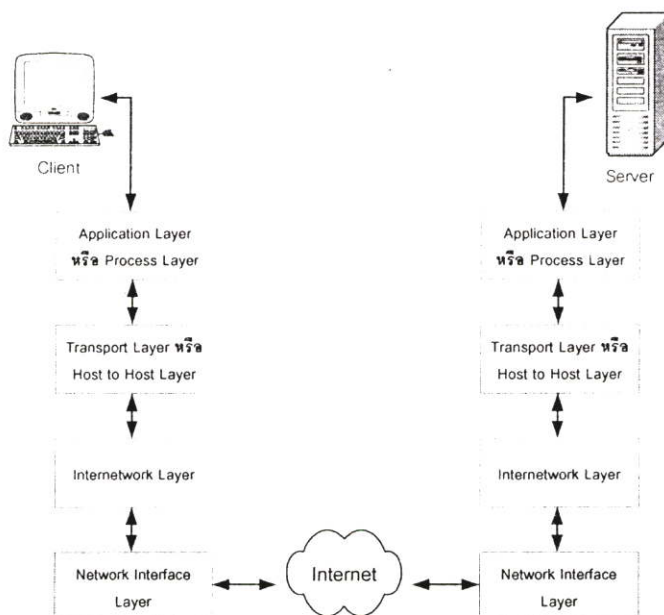 Client
Server
Application Layer
หรือ Process Layer
Application Layer
หรือ Process Layer
Transport Layer หรือ
Host to Host Layer
Transport Layer หรือ
Host to Host Layer
Internetwork Layer
Internetwork Layer
Network Interface
Layer
Internet
Network Interface
Layer